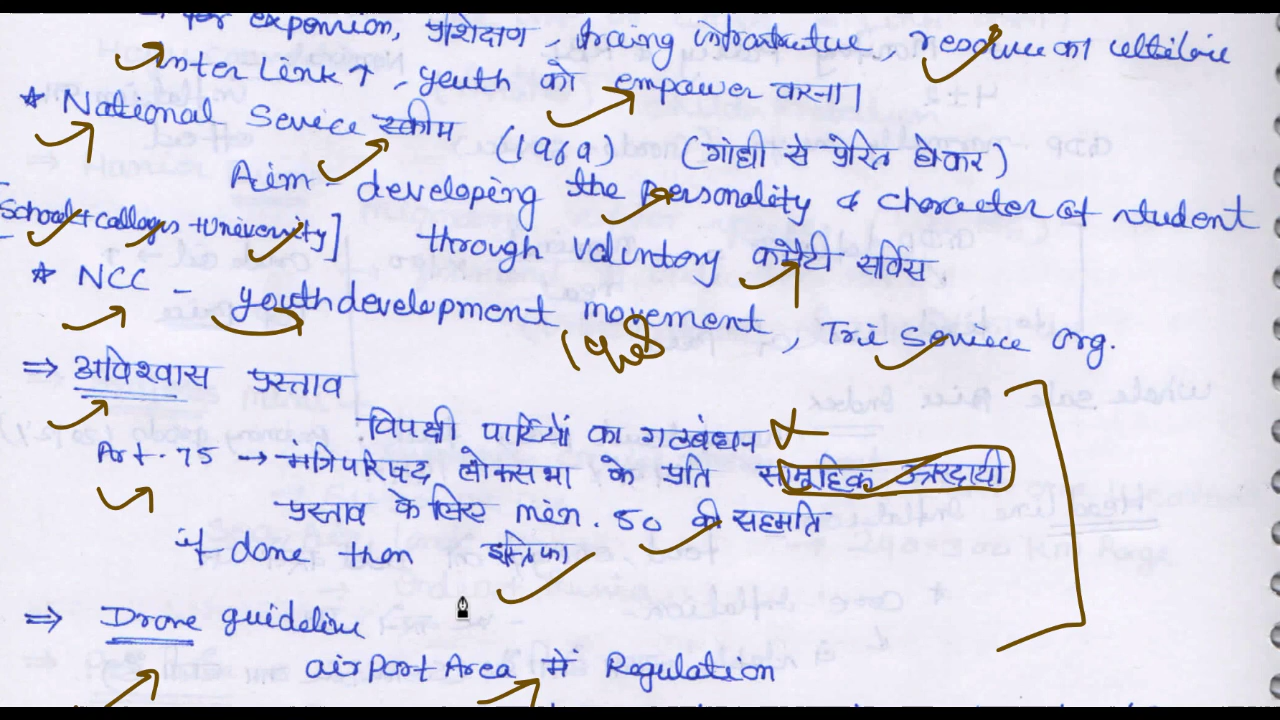 for expansion, प्रशिक्षण, infrastructure, resource का utilize
Inter Link ↑, youth को empower करना।
* National Service स्कीम (1969) (गांधी से प्रेरित होकर)
Aim - developing the personality & character of student
School + colleges + University] through voluntory कम्युनिटी सर्विस
* NCC - youth development movement, Tri Service org.
1948
⇒ अविश्वास प्रस्ताव
विपक्षी पार्टियों का गठबंधन
Art. 75 → मंत्रिपरिषद लोकसभा के प्रति सामूहिक उत्तरदायी
प्रस्ताव के लिए min. 50 की सहमति
if done then इस्तिफा
⇒ Drone guideline
airport Area में Regulation